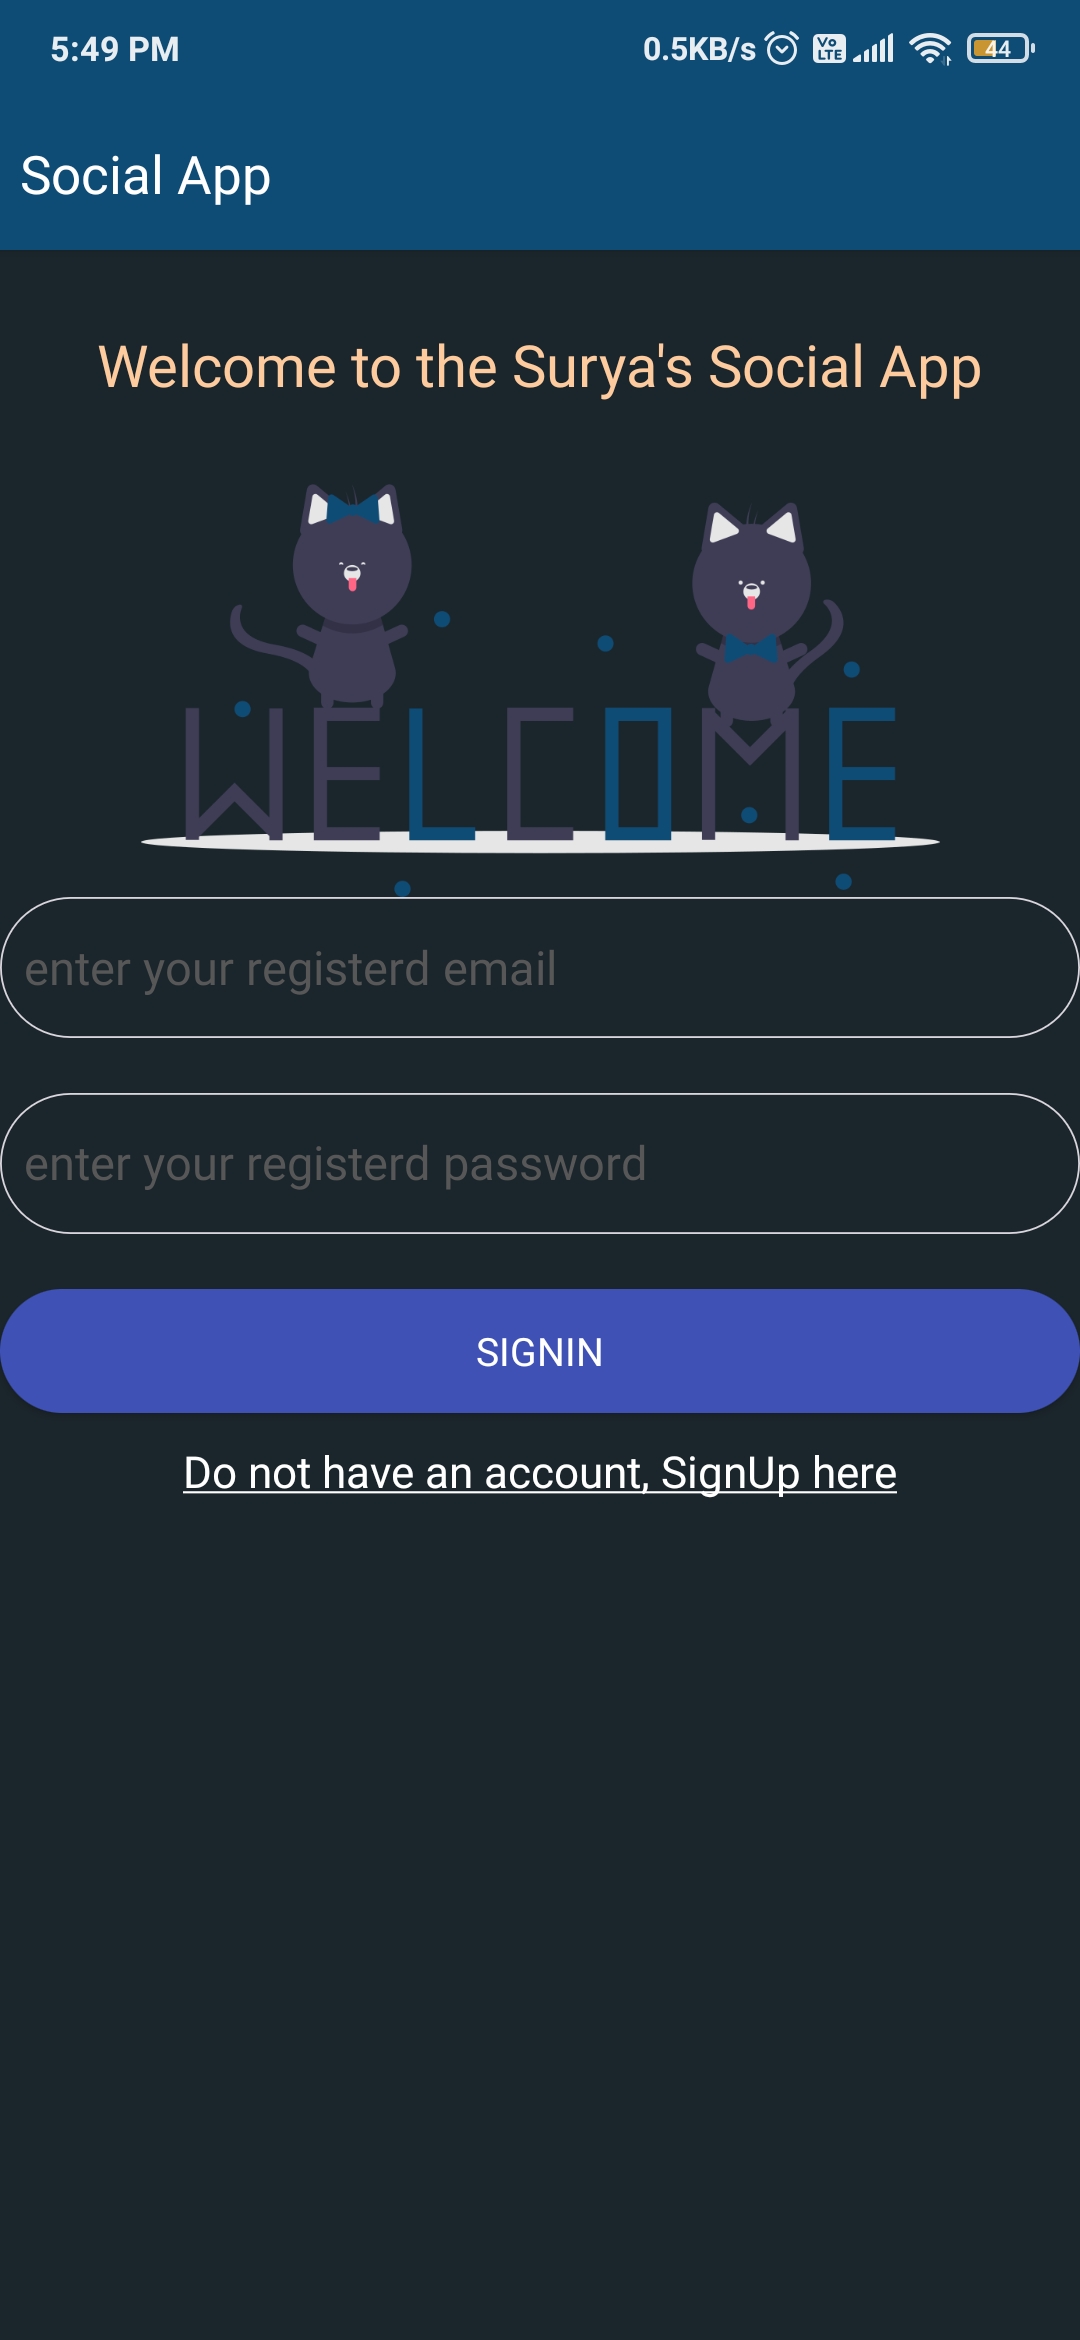 5:49 PM 0.5KB/s Vo LTE 44
Social App
Welcome to the Surya's Social App
WELCOME
enter your registerd email
enter your registerd password
SIGNIN
Do not have an account, SignUp here